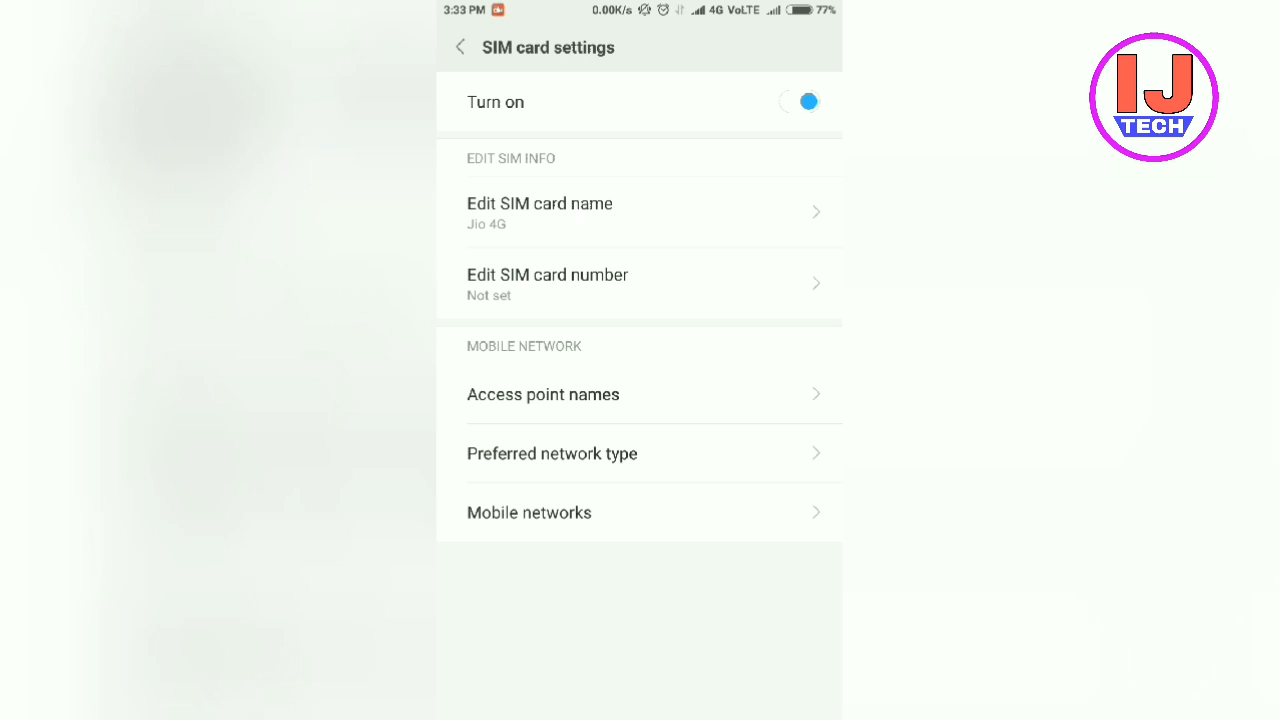 3:33 PM 0.00K/s 4G VoLTE 77%
SIM card settings
Turn on
EDIT SIM INFO
Edit SIM card name
Jio 4G
Edit SIM card number
Not set
MOBILE NETWORK
Access point names
Preferred network type
Mobile networks
IJ
TECH